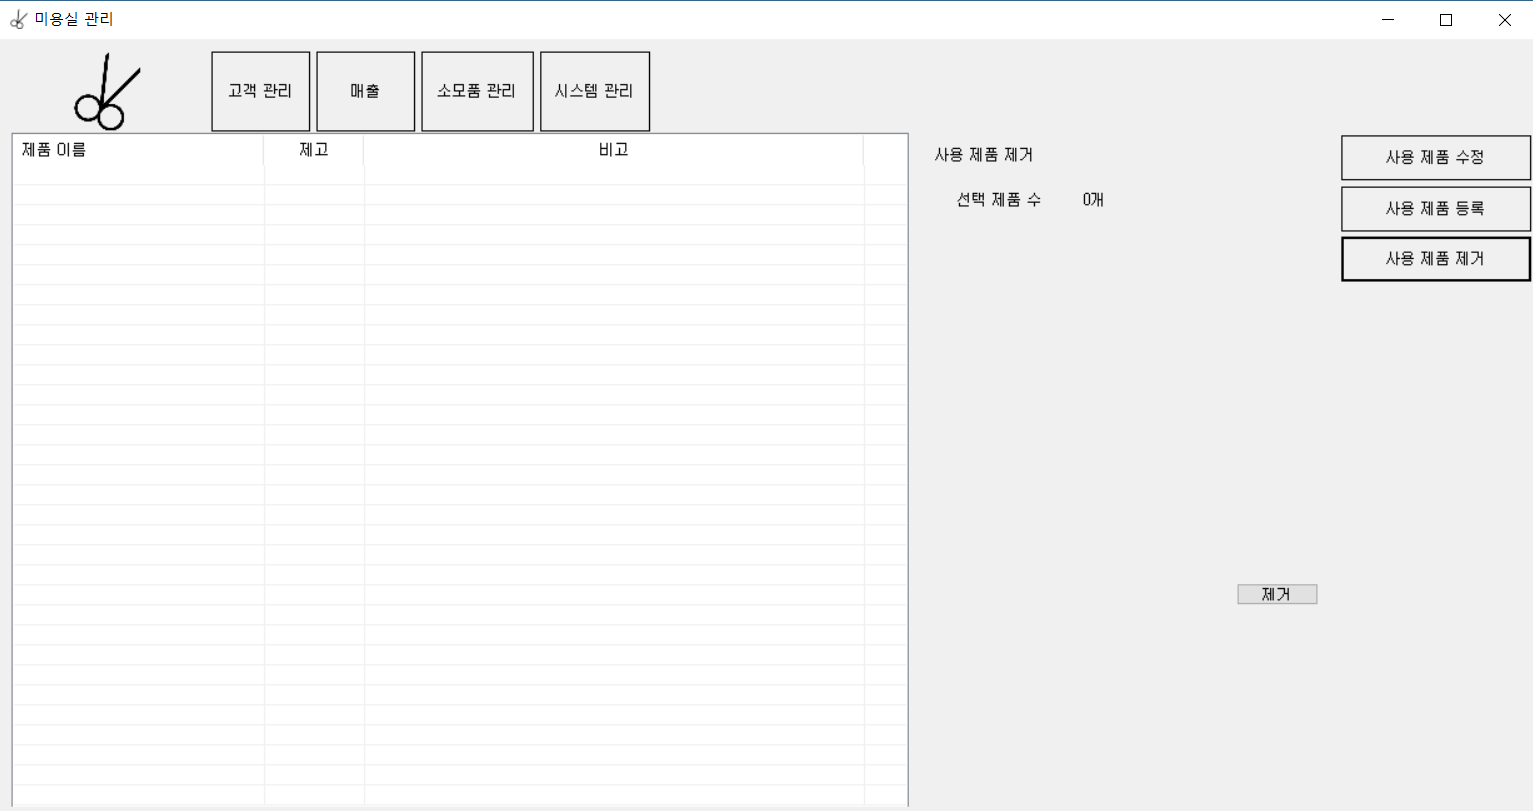 미용실 관리
고객 관리 매출 소모품 관리 시스템 관리
제품 이름 제고 비고
사용 제품 제거
선택 제품 수 0개
사용 제품 수정
사용 제품 등록
사용 제품 제거
제거